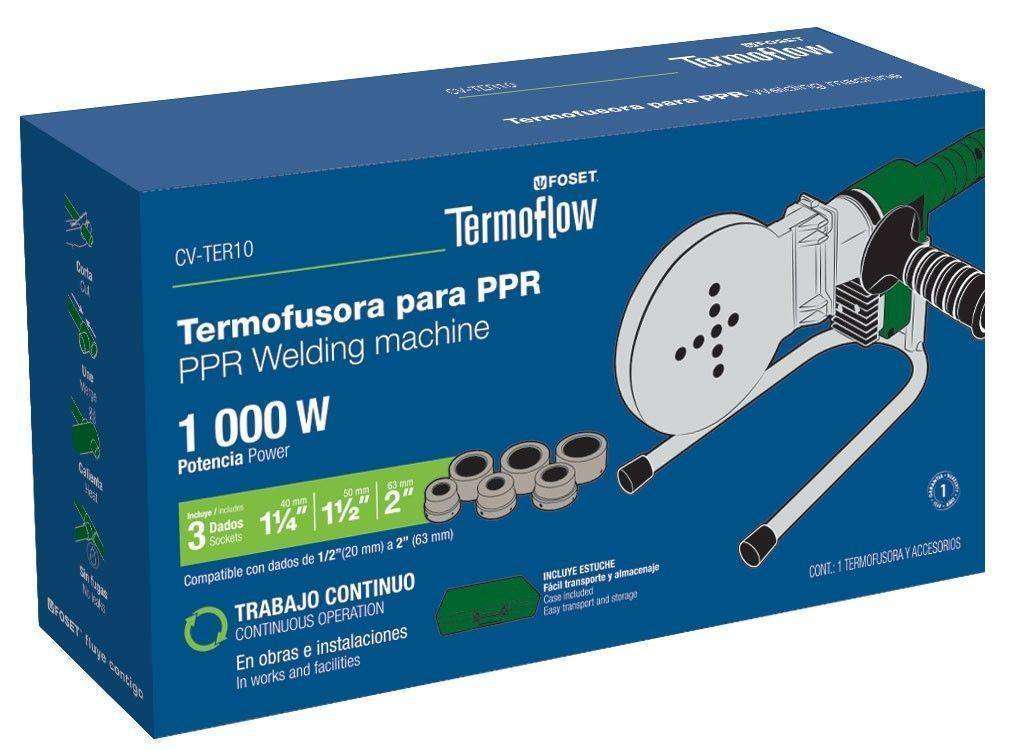 FOSET
Termoflow
CV-TER10
Termofusora para PPR Welding machine
FOSET
Termoflow
CV-TER10
Termofusora para PPR
PPR Welding machine
1 000 W
Potencia Power
Incluye / Includes
3 Dados
Sockets
40 mm
1¼"
50 mm
1½"
63 mm
2"
Compatible con dados de 1/2"(20 mm) a 2" (63 mm)
TRABAJO CONTINUO
CONTINUOUS OPERATION
En obras e instalaciones
In works and facilities
INCLUYE ESTUCHE
Fácil transporte y almacenaje
Case included
Easy transport and storage
1
CONT.: 1 TERMOFUSORA Y ACCESORIOS
Corta
Cut
Une
Merge
Calienta
Heat
Sin fugas
No leaks
FOSET fluye contigo